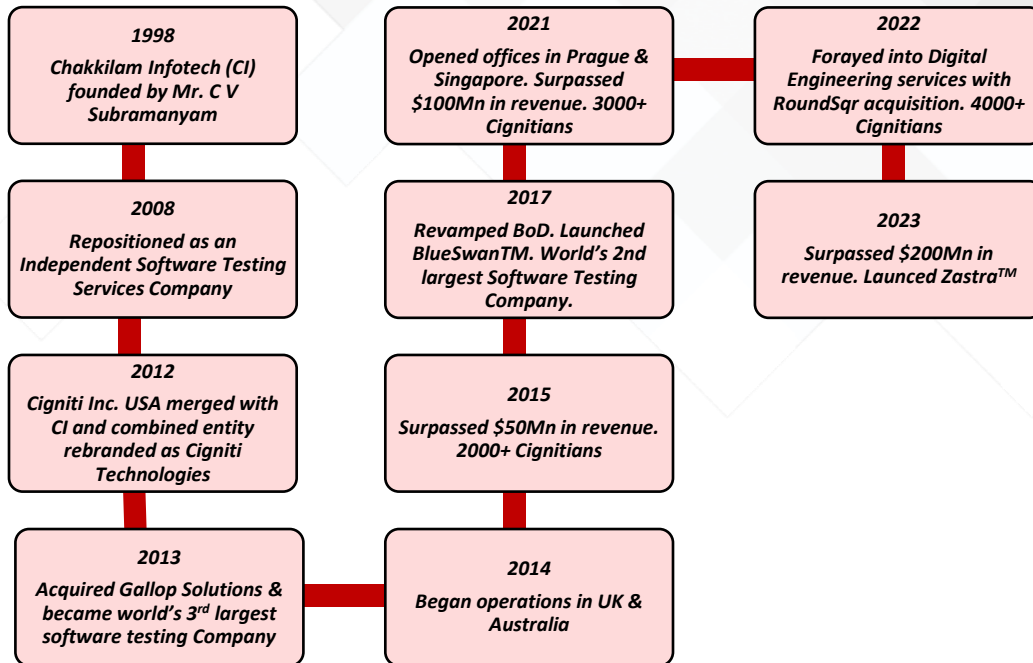 1998
Chakkilam Infotech (CI)
founded by Mr. C V
Subramanyam
2008
Repositioned as an
Independent Software Testing
Services Company
2012
Cigniti Inc. USA merged with
CI and combined entity
rebranded as Cigniti
Technologies
2013
Acquired Gallop Solutions &
became world's 3rd largest
software testing Company
2014
Began operations in UK &
Australia
2015
Surpassed $50Mn in revenue.
2000+ Cignitians
2017
Revamped BoD. Launched
BlueSwanTM. World's 2nd
largest Software Testing
Company.
2021
Opened offices in Prague &
Singapore. Surpassed
$100Mn in revenue. 3000+
Cignitians
2022
Forayed into Digital
Engineering services with
RoundSqr acquisition. 4000+
Cignitians
2023
Surpassed $200Mn in
revenue. Launced Zastra™